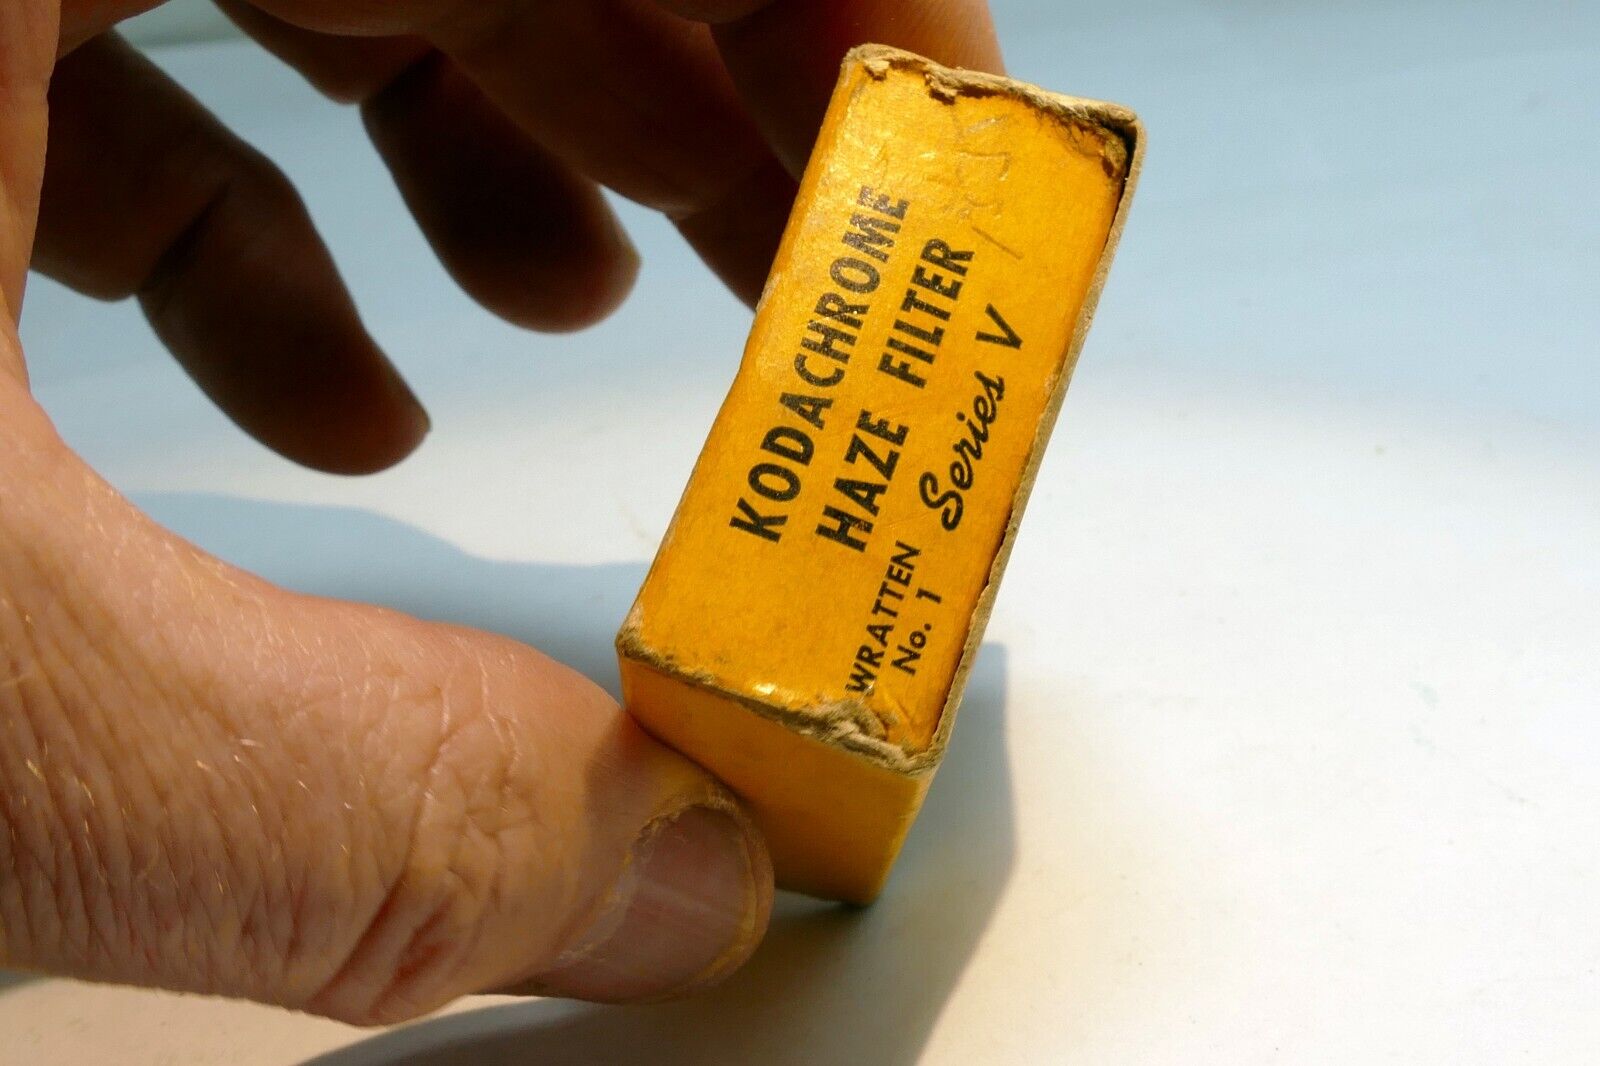 KODACHROME
HAZE FILTER
WRATTEN Series V
No. 1